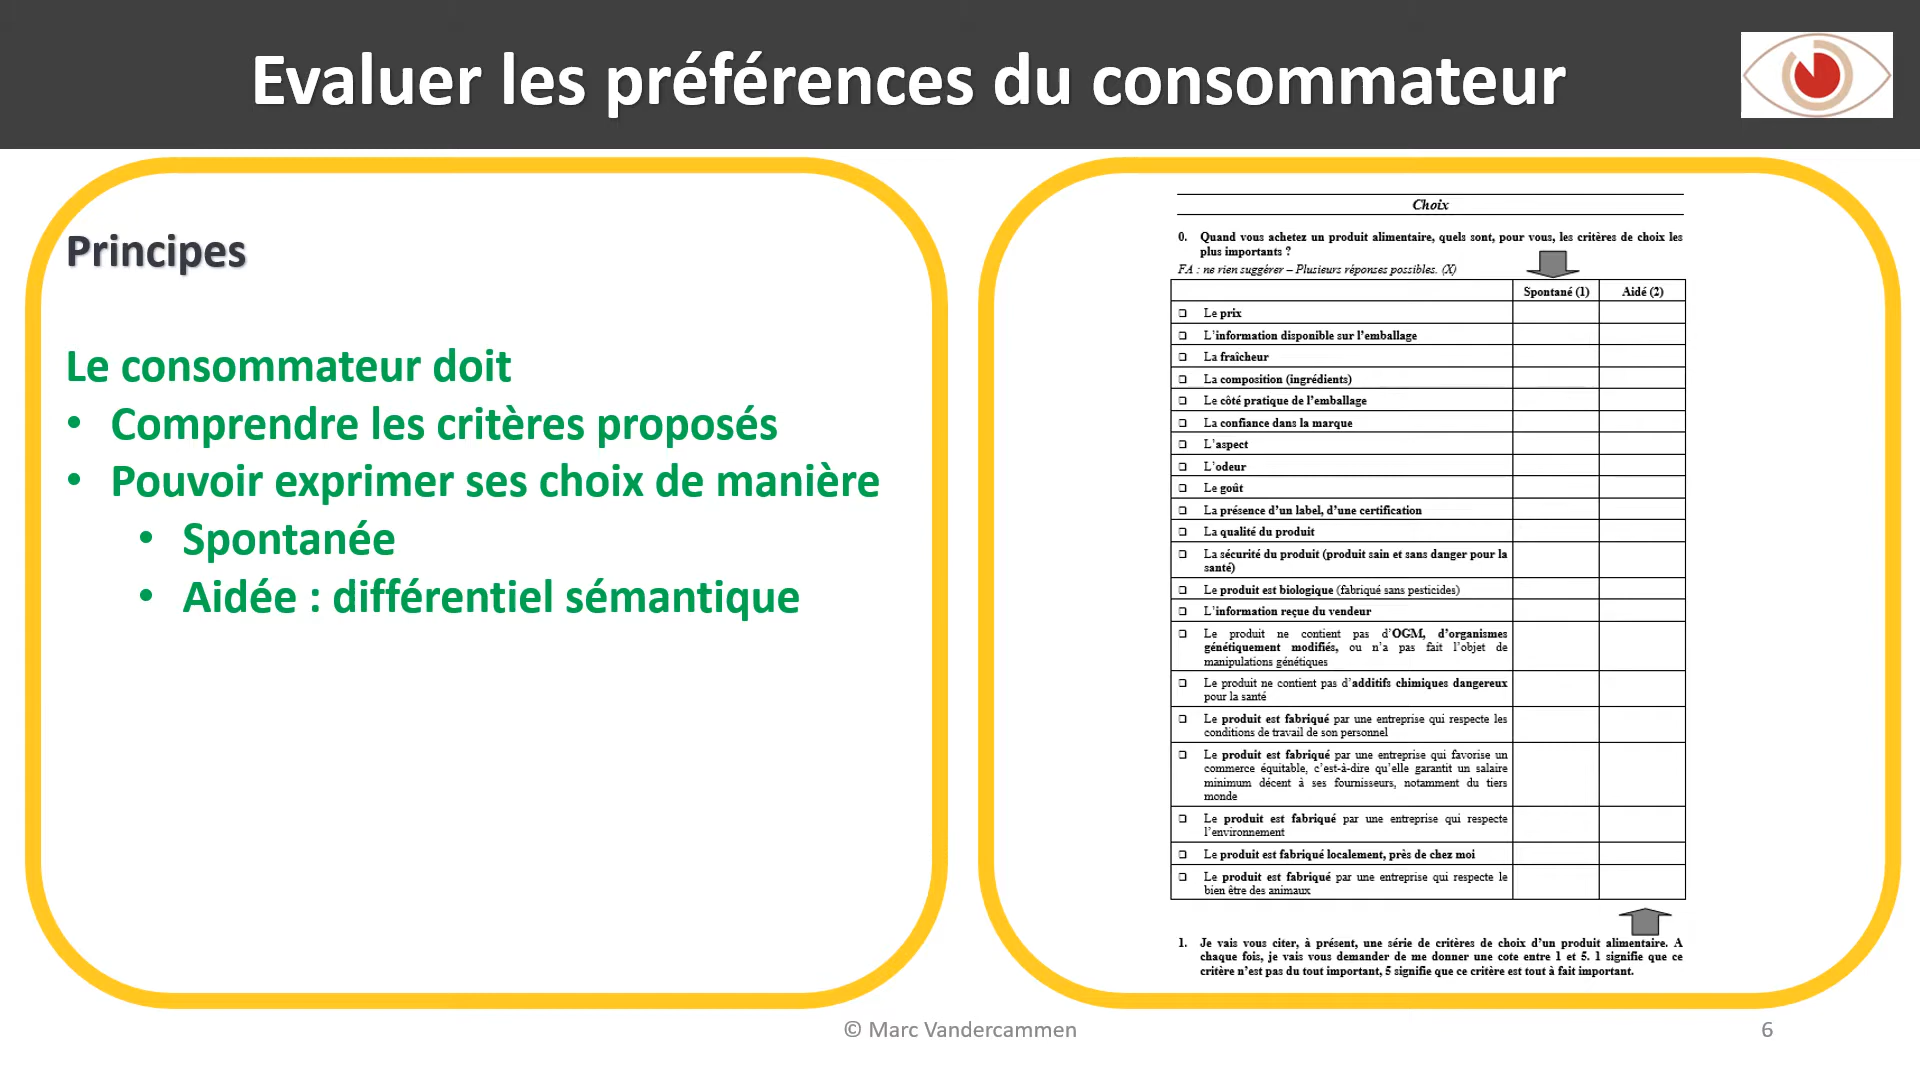 Evaluer les préférences du consommateur
Principes
Le consommateur doit
• Comprendre les critères proposés
• Pouvoir exprimer ses choix de manière
• Spontanée
• Aidée : différentiel sémantique
Choix
0. Quand vous achetez un produit alimentaire, quels sont, pour vous, les critères de choix les
plus importants ?
FA : ne rien suggérer – Plusieurs réponses possibles. (X)
Spontané (1) Aidé (2)
❑ Le prix
❑ L’information disponible sur l’emballage
❑ La fraîcheur
❑ La composition (ingrédients)
❑ Le côté pratique de l’emballage
❑ La confiance dans la marque
❑ L’aspect
❑ L’odeur
❑ Le goût
❑ La présence d’un label, d’une certification
❑ La qualité du produit
❑ La sécurité du produit (produit sain et sans danger pour la
santé)
❑ Le produit est biologique (fabriqué sans pesticides)
❑ L’information reçue du vendeur
❑ Le produit ne contient pas d’OGM, d’organismes
génétiquement modifiés, ou n’a pas fait l’objet de
manipulations génétiques
❑ Le produit ne contient pas d’additifs chimiques dangereux
pour la santé
❑ Le produit est fabriqué par une entreprise qui respecte les
conditions de travail de son personnel
❑ Le produit est fabriqué par une entreprise qui favorise un
commerce équitable, c’est-à-dire qu’elle garantit un salaire
minimum décent à ses fournisseurs, notamment du tiers
monde
❑ Le produit est fabriqué par une entreprise qui respecte
l’environnement
❑ Le produit est fabriqué localement, près de chez moi
❑ Le produit est fabriqué par une entreprise qui respecte le
bien être des animaux
1. Je vais vous citer, à présent, une série de critères de choix d’un produit alimentaire. A
chaque fois, je vais vous demander de me donner une cote entre 1 et 5. 1 signifie que ce
critère n’est pas du tout important, 5 signifie que ce critère est tout à fait important.
© Marc Vandercammen
6